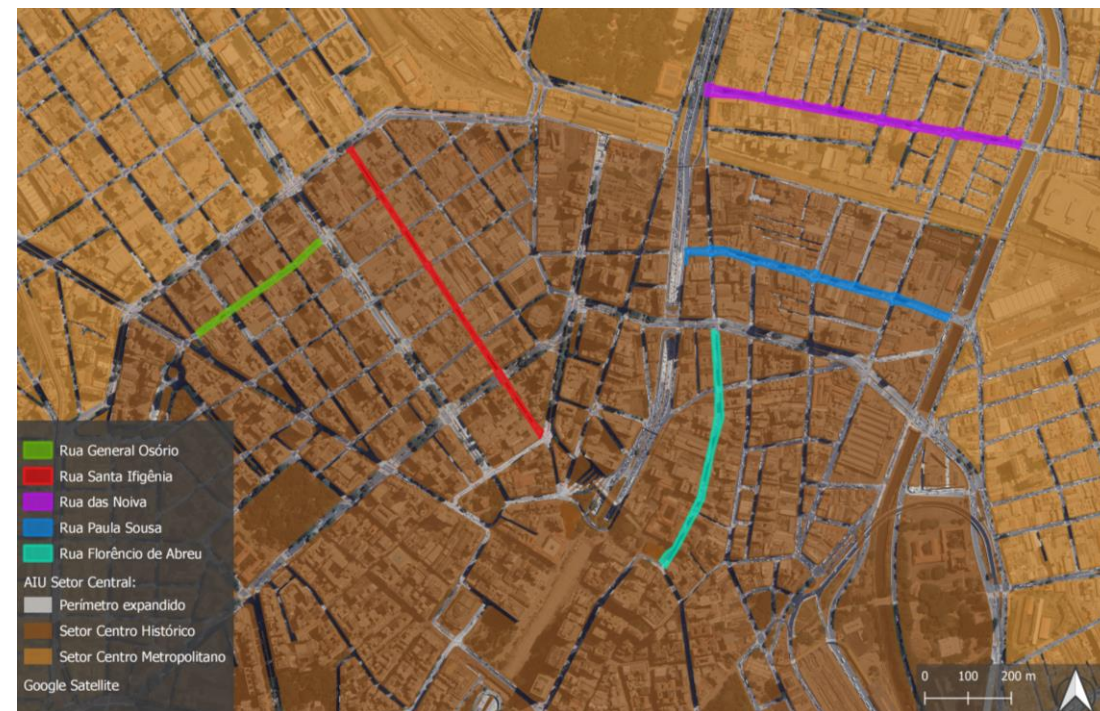 Rua General Osório
Rua Santa Ifigênia
Rua das Noiva
Rua Paula Sousa
Rua Florêncio de Abreu
AIU Setor Central:
Perímetro expandido
Setor Centro Histórico
Setor Centro Metropolitano
Google Satellite
0 100 200 m